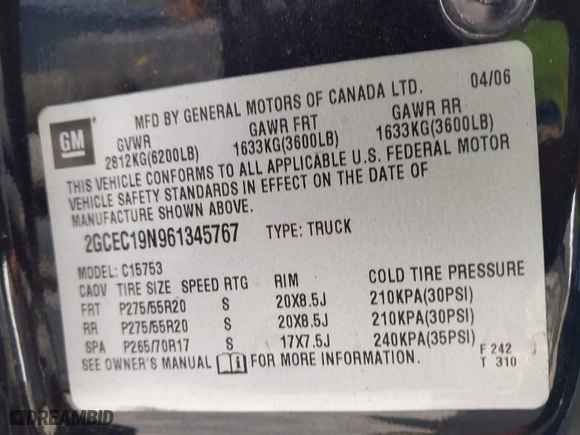 MFD BY GENERAL MOTORS OF CANADA LTD. 04/06
GM
GVWR GAWR FRT GAWR RR
2812KG(6200LB) 1633KG(3600LB) 1633KG(3600LB)
THIS VEHICLE CONFORMS TO ALL APPLICABLE U.S. FEDERAL MOTOR
VEHICLE SAFETY STANDARDS IN EFFECT ON THE DATE OF
MANUFACTURE SHOWN ABOVE.
2GCEC19N961345767 TYPE: TRUCK
MODEL: C15753
CADV TIRE SIZE SPEED RTG RIM COLD TIRE PRESSURE
FRT P275/55R20 S 20X8.5J 210KPA(30PSI)
RR P275/55R20 S 20X8.5J 210KPA(30PSI)
SPA P265/70R17 S 17X7.5J 240KPA(35PSI)
SEE OWNER'S MANUAL i FOR MORE INFORMATION.
F 242
T 310
DREAMBID